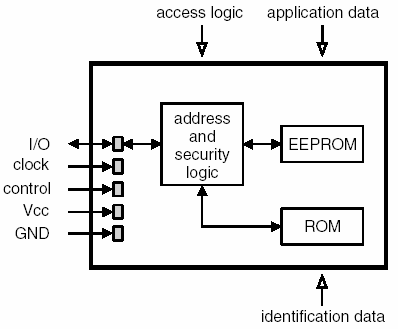 access logic
application data
I/O
clock
control
Vcc
GND
address
and
security
logic
EEPROM
ROM
identification data